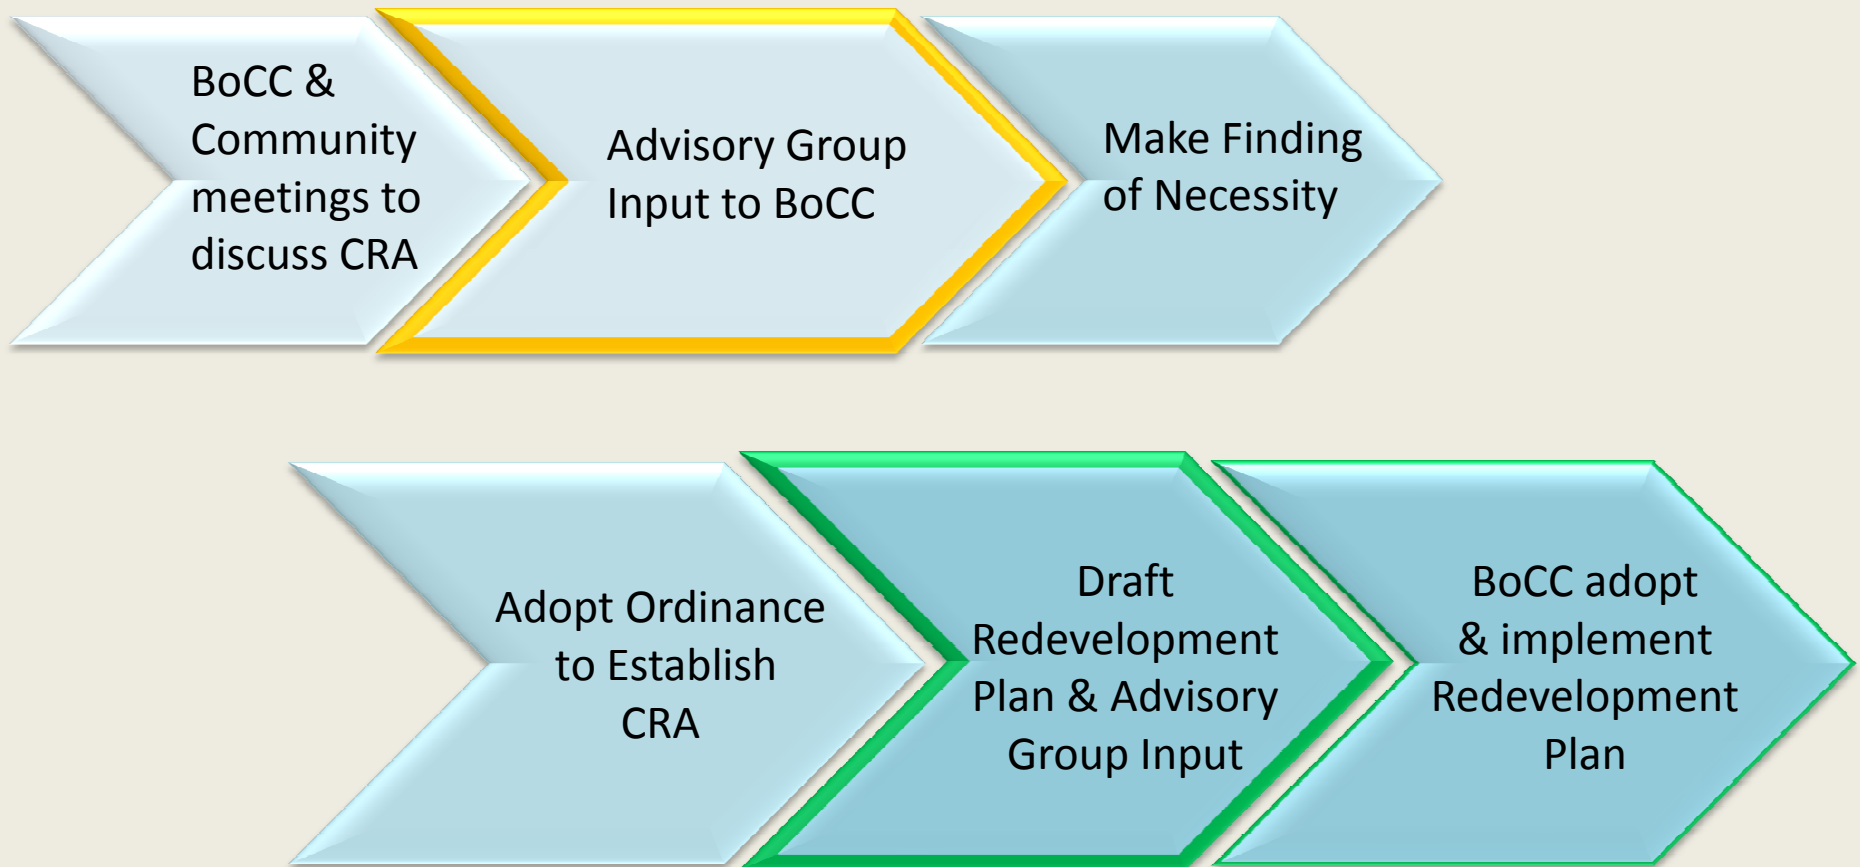 BoCC &
Community
meetings to
discuss CRA
Advisory Group
Input to BoCC
Make Finding
of Necessity
Adopt Ordinance
to Establish
CRA
Draft
Redevelopment
Plan & Advisory
Group Input
BoCC adopt
& implement
Redevelopment
Plan